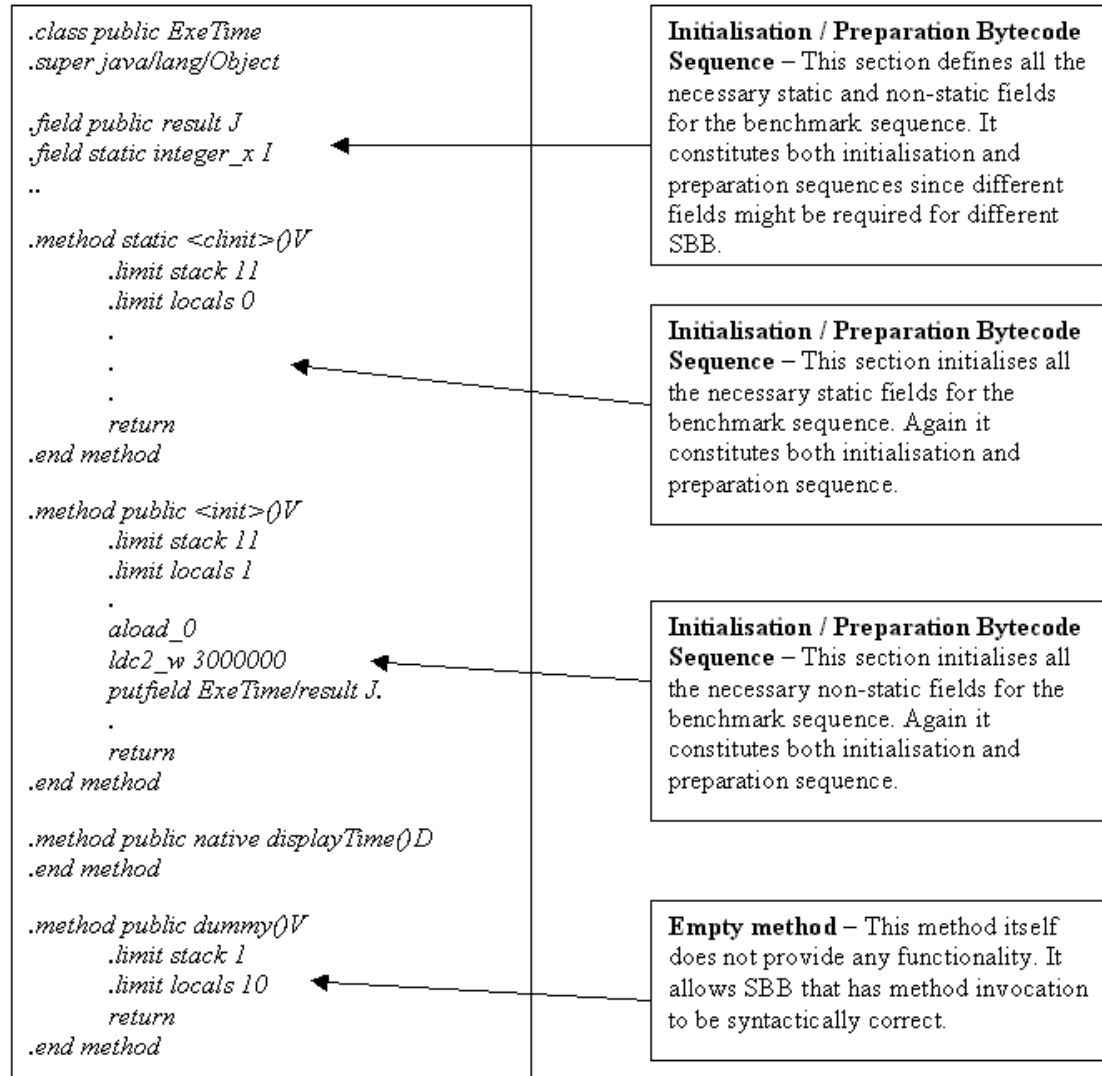 .class public ExeTime
.super java/lang/Object
.field public result J
.field static integer_x I
..
.method static <clinit>()V
.limit stack 11
.limit locals 0
.
.
.
return
.end method
.method public <init>()V
.limit stack 11
.limit locals 1
.
aload_0
ldc2_w 3000000
putfield ExeTime/result J.
.
return
.end method
.method public native displayTime()D
.end method
.method public dummy()V
.limit stack 1
.limit locals 10
return
.end method
Initialisation / Preparation Bytecode
Sequence – This section defines all the
necessary static and non-static fields
for the benchmark sequence. It
constitutes both initialisation and
preparation sequences since different
fields might be required for different
SBB.
Initialisation / Preparation Bytecode
Sequence – This section initialises all
the necessary static fields for the
benchmark sequence. Again it
constitutes both initialisation and
preparation sequence.
Initialisation / Preparation Bytecode
Sequence – This section initialises all
the necessary non-static fields for the
benchmark sequence. Again it
constitutes both initialisation and
preparation sequence.
Empty method – This method itself
does not provide any functionality. It
allows SBB that has method invocation
to be syntactically correct.